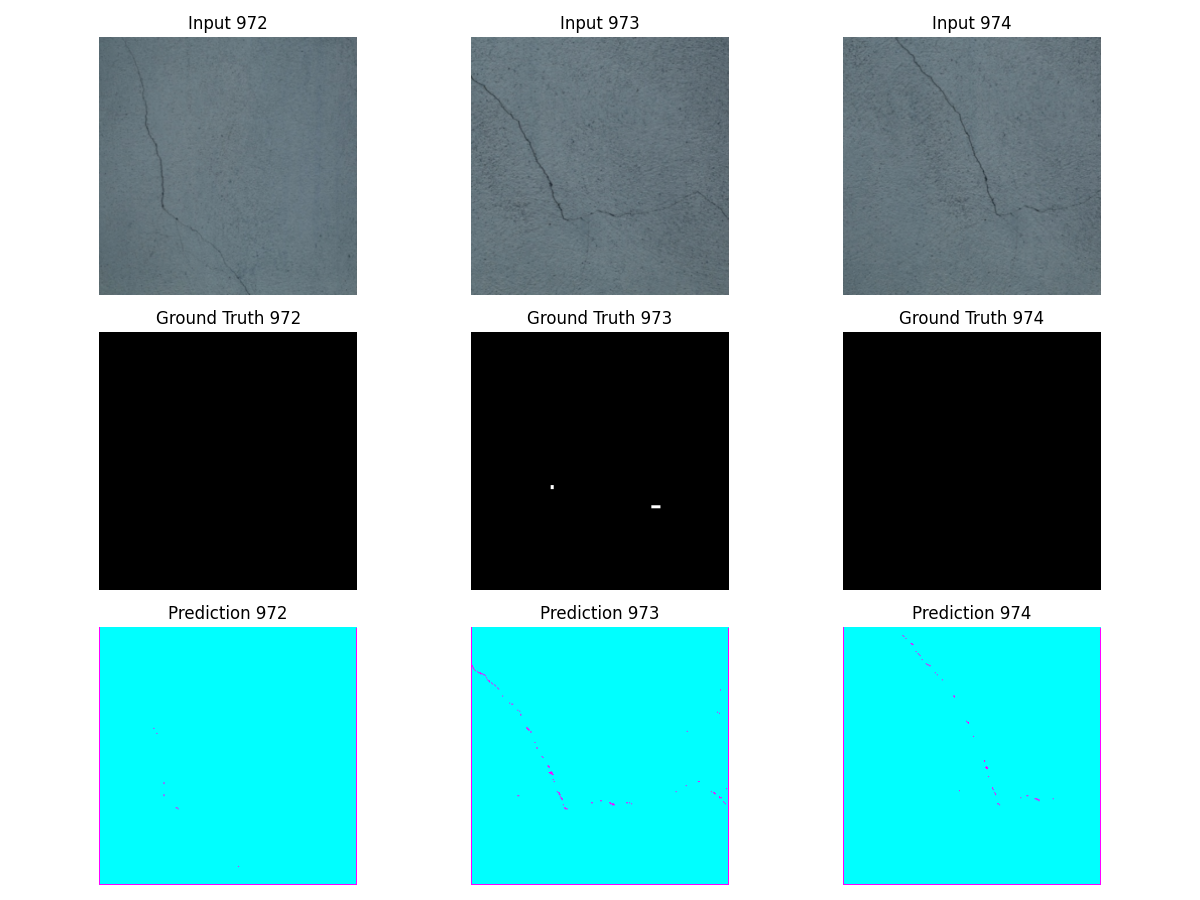 Input 972
Input 973
Input 974
Ground Truth 972
Ground Truth 973
Ground Truth 974
Prediction 972
Prediction 973
Prediction 974